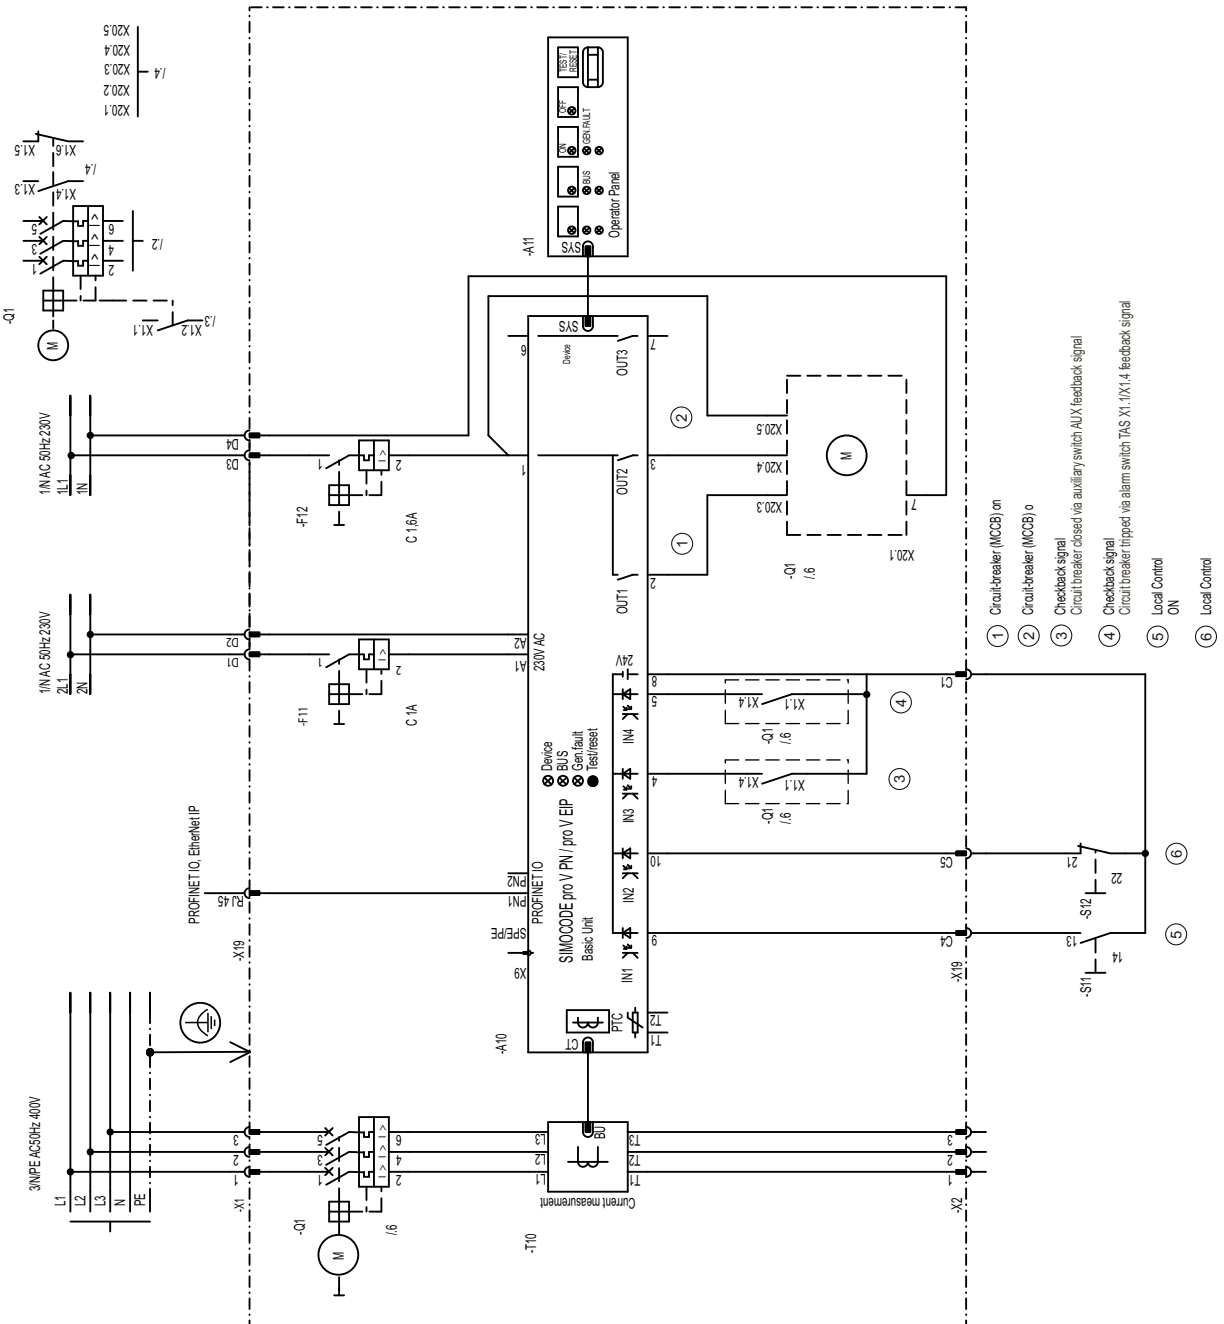 3/N/PE AC50Hz 400V
L1
L2
L3
N
PE
-X1
1
2
3
-Q1
/.6
M
1
3
5
2
4
6
I>
I>
I>
-T10
Current measurement
L1
L2
L3
BU
T1
T2
T3
-X2
1
2
3
PROFINET IO, EtherNet IP
-X19
RJ45
-A10
CT
PTC
T1
T2
X9
SPE/PE
PN1
PN2
PROFINET IO
SIMOCODE pro V PN / pro V EIP
Basic Unit
Device
BUS
Gen.fault
Test/reset
IN1
9
IN2
10
IN3
4
IN4
5
24V
8
-X19
C4
C5
C1
-S11
13
14
-S12
21
22
5
6
-Q1
/.6
X1.4
X1.1
3
-Q1
/.6
X1.4
X1.1
4
1/N AC 50Hz 230V
2L1
2N
D1
D2
-F11
1
2
I>
C 1A
A1
A2
230V AC
1/N AC 50Hz 230V
1L1
1N
D3
D4
-F12
1
2
I>
C 1,6A
1
6
Device
SYS
OUT1
OUT2
OUT3
2
3
7
1
2
-Q1
/.6
X20.3
X20.4
X20.5
M
X20.1
7
-A11
SYS
Operator Panel
BUS
GEN.FAULT
ON
OFF
TEST/
RESET
-Q1
M
1
3
5
2
4
6
I>
I>
I>
/.2
X1.1
X1.2
/.3
X1.3
X1.4
/.4
X1.5
X1.6
X20.1
X20.2
X20.3
X20.4
X20.5
/.4
1 Circuit-breaker (MCCB) on
2 Circuit-breaker (MCCB) o
3 Checkback signal
Circuit breaker closed via auxiliary switch AUX feedback signal
4 Checkback signal
Circuit breaker tripped via alarm switch TAS X1.1/X1.4 feedback signal
5 Local Control
ON
6 Local Control